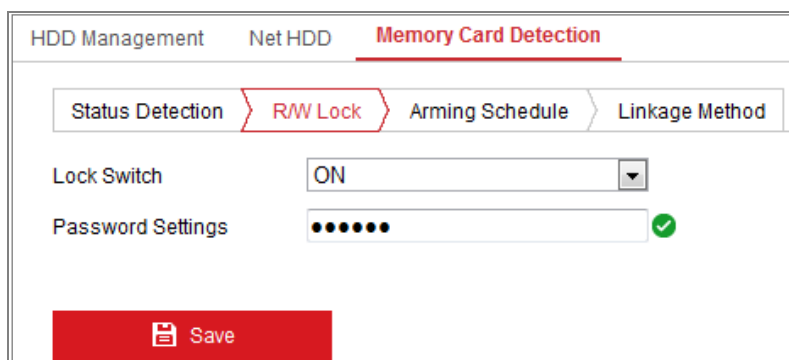 HDD Management Net HDD Memory Card Detection
Status Detection R/W Lock Arming Schedule Linkage Method
Lock Switch ON
Password Settings ●●●●●●
Save